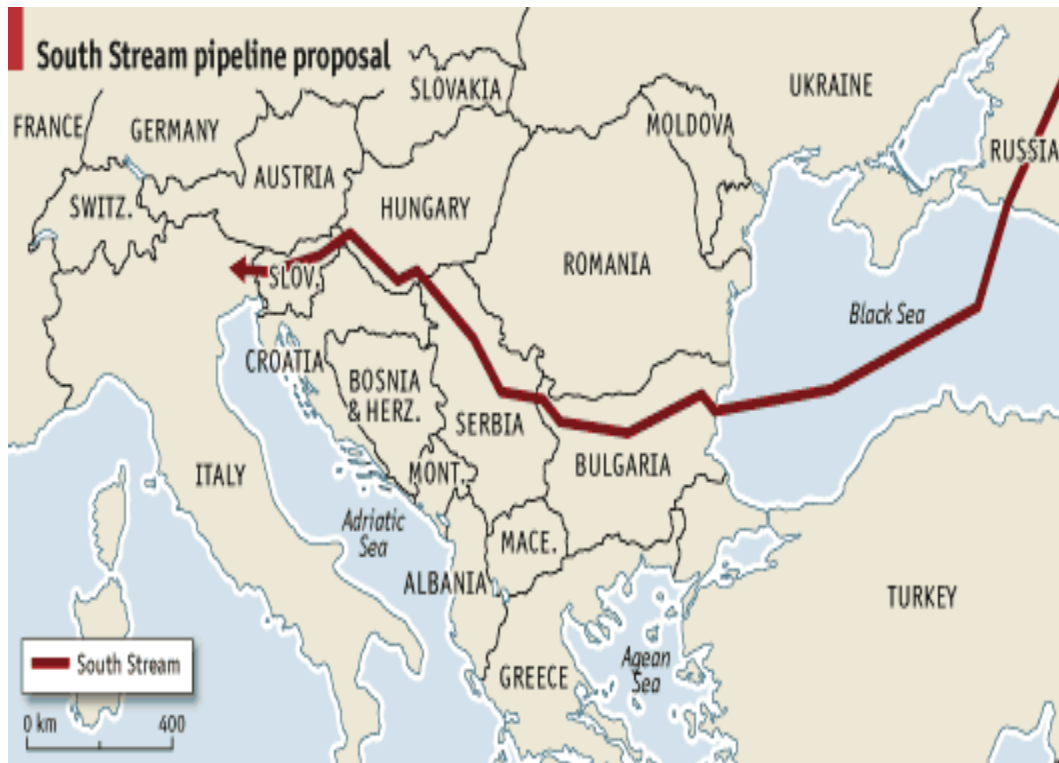 South Stream pipeline proposal
SLOVAKIA
UKRAINE
FRANCE
GERMANY
MOLDOVA
RUSSIA
AUSTRIA
SWITZ.
HUNGARY
ROMANIA
SLOV.
Black Sea
CROATIA
BOSNIA
& HERZ.
SERBIA
ITALY
MONT.
BULGARIA
Adriatic
Sea
MACE.
ALBANIA
TURKEY
GREECE
Agean
Sea
South Stream
0 km 400